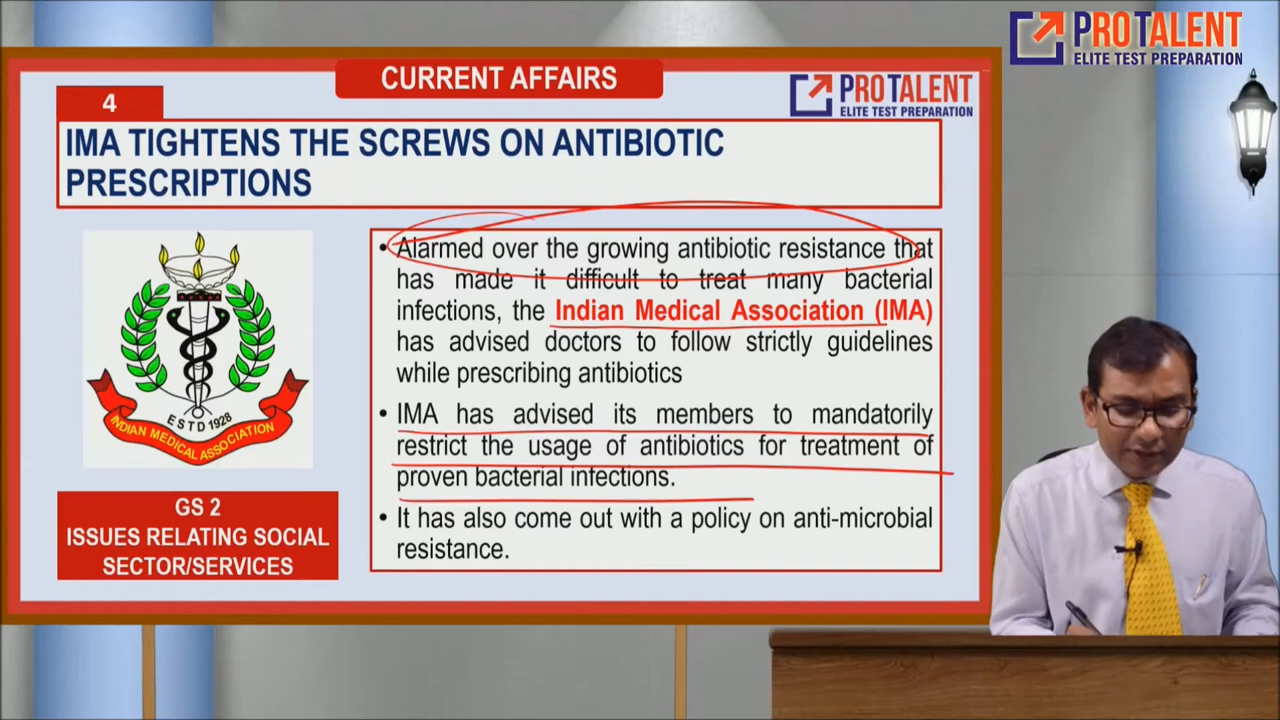 PROTALENT
ELITE TEST PREPARATION
CURRENT AFFAIRS
PROTALENT
ELITE TEST PREPARATION
4
IMA TIGHTENS THE SCREWS ON ANTIBIOTIC
PRESCRIPTIONS
• Alarmed over the growing antibiotic resistance that
has made it difficult to treat many bacterial
infections, the Indian Medical Association (IMA)
has advised doctors to follow strictly guidelines
while prescribing antibiotics
• IMA has advised its members to mandatorily
restrict the usage of antibiotics for treatment of
proven bacterial infections.
• It has also come out with a policy on anti-microbial
resistance.
ESTD 1928
INDIAN MEDICAL ASSOCIATION
GS 2
ISSUES RELATING SOCIAL
SECTOR/SERVICES